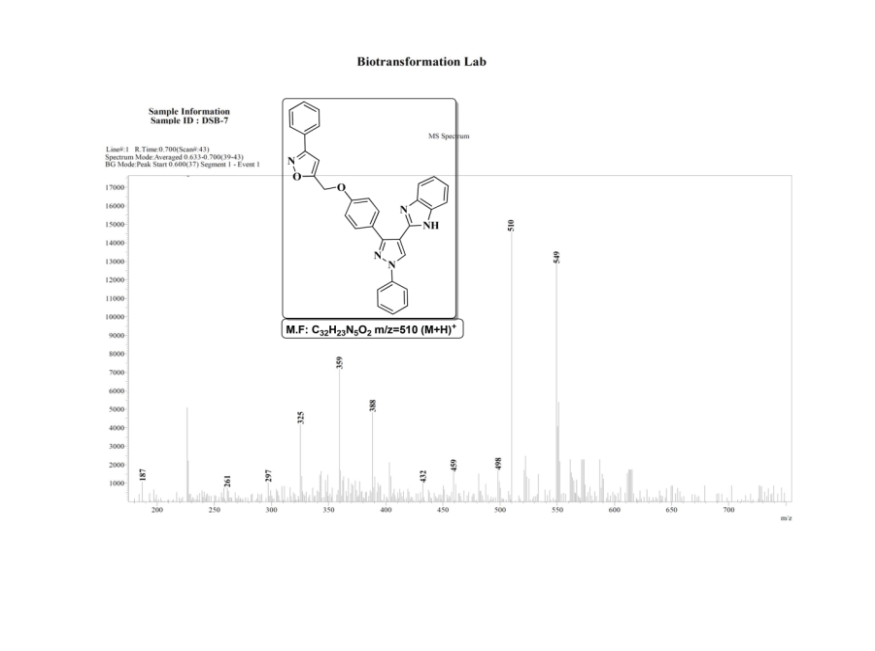 Biotransformation Lab
Sample Information
Sample ID : DSB-7
MS Spectrum
Line#:1 R.Time:0.700(Scan#:43)
Spectrum Mode:Averaged 0.633-0.700(39-43)
BG Mode:Peak Start 0.600(37) Segment 1 - Event 1
N
O
O
N
NH
N
N
M.F: C₃₂H₂₃N₅O₂ m/z=510 (M+H)⁺
17000
16000
15000
14000
13000
12000
11000
10000
9000
8000
7000
6000
5000
4000
3000
2000
1000
187
261
297
325
359
388
432
459
498
510
549
200
250
300
350
400
450
500
550
600
650
700
m/z